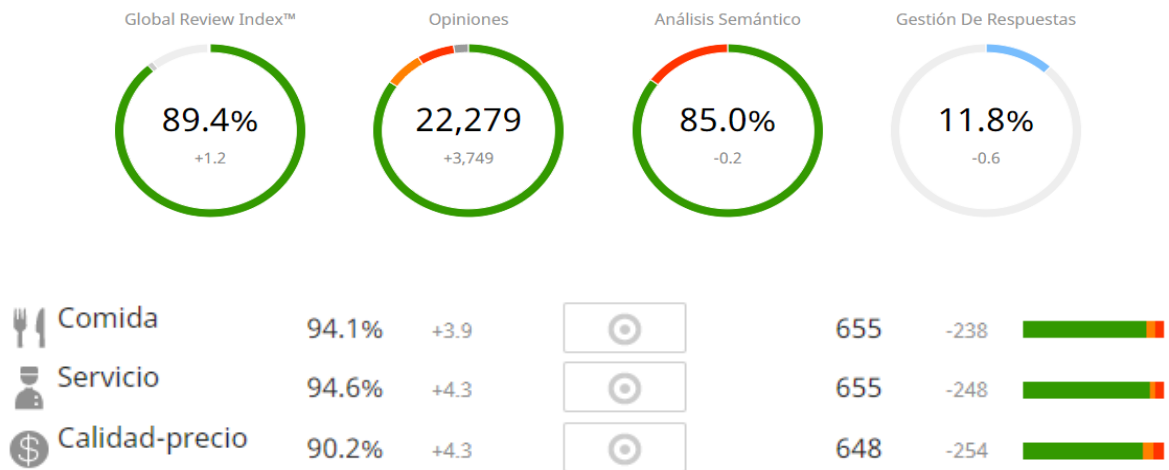 Global Review Index™ Opiniones Análisis Semántico Gestión De Respuestas
89.4% 22,279 85.0% 11.8%
+1.2 +3,749 -0.2 -0.6
Comida 94.1% +3.9 655 -238
Servicio 94.6% +4.3 655 -248
Calidad-precio 90.2% +4.3 648 -254
$